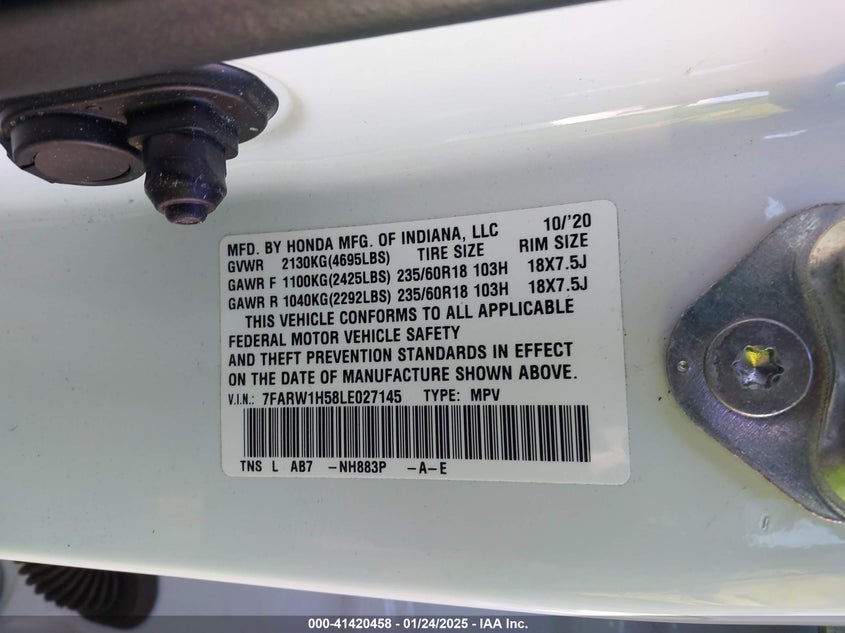 MFD. BY HONDA MFG. OF INDIANA, LLC 10/'20
GVWR 2130KG(4695LBS) TIRE SIZE RIM SIZE
GAWR F 1100KG(2425LBS) 235/60R18 103H 18X7.5J
GAWR R 1040KG(2292LBS) 235/60R18 103H 18X7.5J
THIS VEHICLE CONFORMS TO ALL APPLICABLE
FEDERAL MOTOR VEHICLE SAFETY
AND THEFT PREVENTION STANDARDS IN EFFECT
ON THE DATE OF MANUFACTURE SHOWN ABOVE.
V.I.N.: 7FARW1H58LE027145 TYPE: MPV
TNS L AB7 -NH883P -A-E
000-41420458 - 01/24/2025 - IAA Inc.